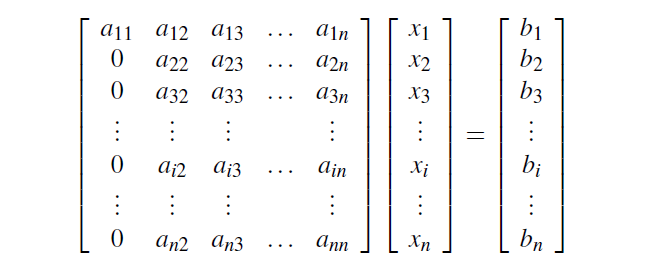 a11 a12 a13 … a1n x1 b1
0 a22 a23 … a2n x2 b2
0 a32 a33 … a3n x3 b3
⋮ ⋮ ⋮ ⋮ ⋮ = ⋮
0 ai2 ai3 … ain xi bi
⋮ ⋮ ⋮ ⋮ ⋮ ⋮
0 an2 an3 … ann xn bn